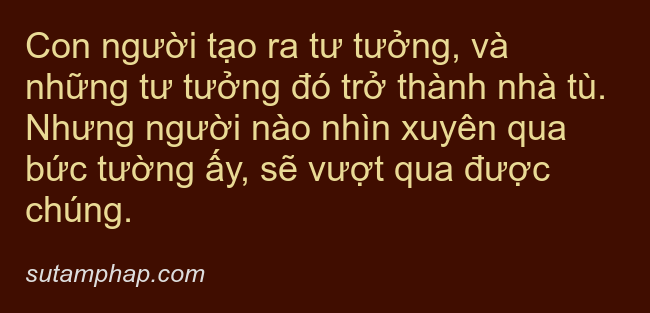 Con người tạo ra tư tưởng, và
những tư tưởng đó trở thành nhà tù.
Nhưng người nào nhìn xuyên qua
bức tường ấy, sẽ vượt qua được
chúng.
sutamphap.com